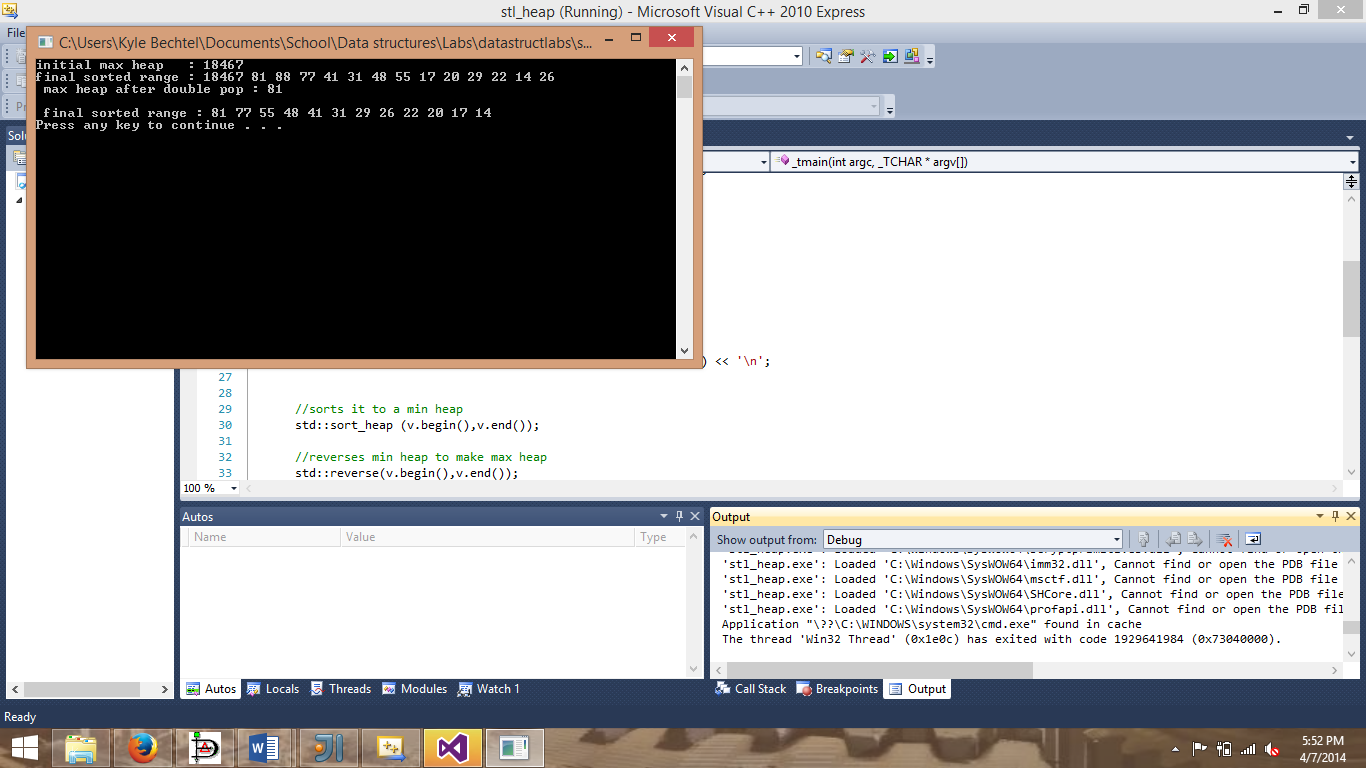 stl_heap (Running) - Microsoft Visual C++ 2010 Express
File
C:\Users\Kyle Bechtel\Documents\School\Data structures\Labs\datastructlabs\s...
initial max heap   : 18467
final sorted range : 18467 81 88 77 41 31 48 55 17 20 29 22 14 26
 max heap after double pop : 81
 final sorted range : 81 77 55 48 41 31 29 26 22 20 17 14
Press any key to continue . . .
_tmain(int argc, _TCHAR * argv[])
) << '\n';
27
28
29 //sorts it to a min heap
30 std::sort_heap (v.begin(),v.end());
31
32 //reverses min heap to make max heap
33 std::reverse(v.begin(),v.end());
100 %
Autos
Name Value Type
Output
Show output from: Debug
'stl_heap.exe': Loaded 'C:\Windows\SysWOW64\imm32.dll', Cannot find or open the PDB file
'stl_heap.exe': Loaded 'C:\Windows\SysWOW64\msctf.dll', Cannot find or open the PDB file
'stl_heap.exe': Loaded 'C:\Windows\SysWOW64\SHCore.dll', Cannot find or open the PDB file
'stl_heap.exe': Loaded 'C:\Windows\SysWOW64\profapi.dll', Cannot find or open the PDB fil
Application "\??\C:\WINDOWS\system32\cmd.exe" found in cache
The thread 'Win32 Thread' (0x1e0c) has exited with code 1929641984 (0x73040000).
Autos Locals Threads Modules Watch 1
Call Stack Breakpoints Output
Ready
5:52 PM
4/7/2014